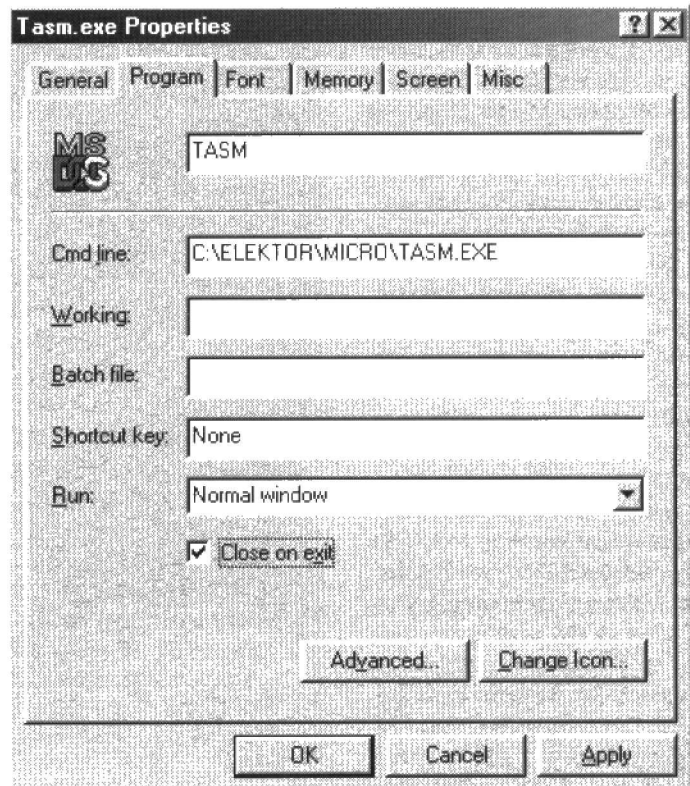 Tasm.exe Properties ? ×
General Program Font Memory Screen Misc
MS
DOS
TASM
Cmd line: C:\ELEKTOR\MICRO\TASM.EXE
Working:
Batch file:
Shortcut key: None
Run: Normal window
Close on exit
Advanced... Change Icon...
OK Cancel Apply